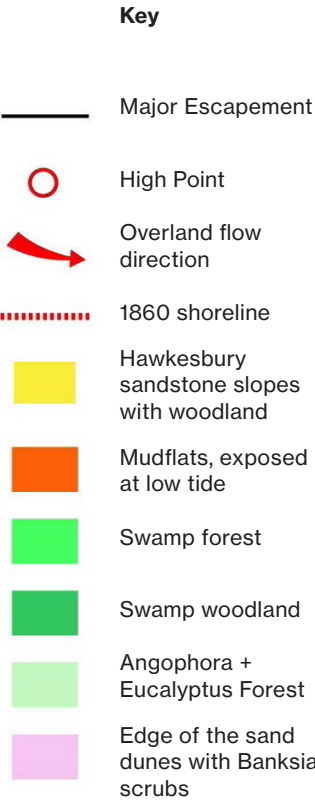 Key
Major Escapement
High Point
Overland flow
direction
1860 shoreline
Hawkesbury
sandstone slopes
with woodland
Mudflats, exposed
at low tide
Swamp forest
Swamp woodland
Angophora +
Eucalyptus Forest
Edge of the sand
dunes with Banksia
scrubs